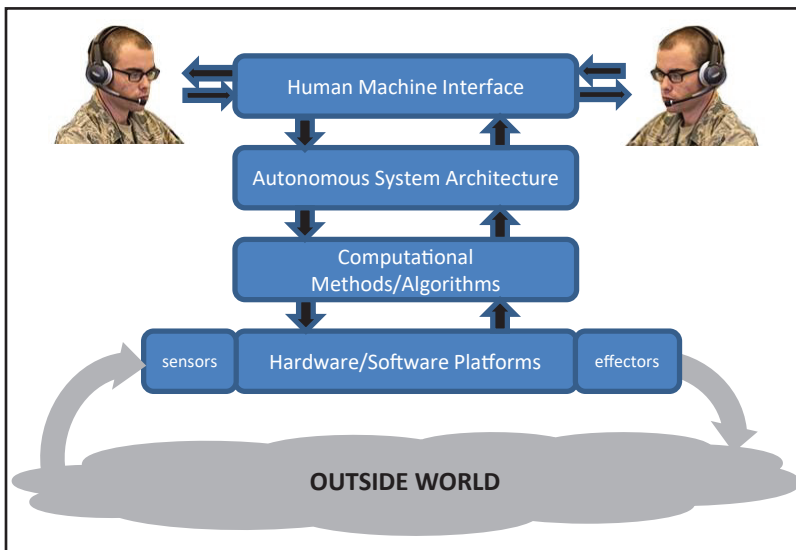 Human Machine Interface
Autonomous System Architecture
Computational
Methods/Algorithms
sensors
Hardware/Software Platforms
effectors
OUTSIDE WORLD